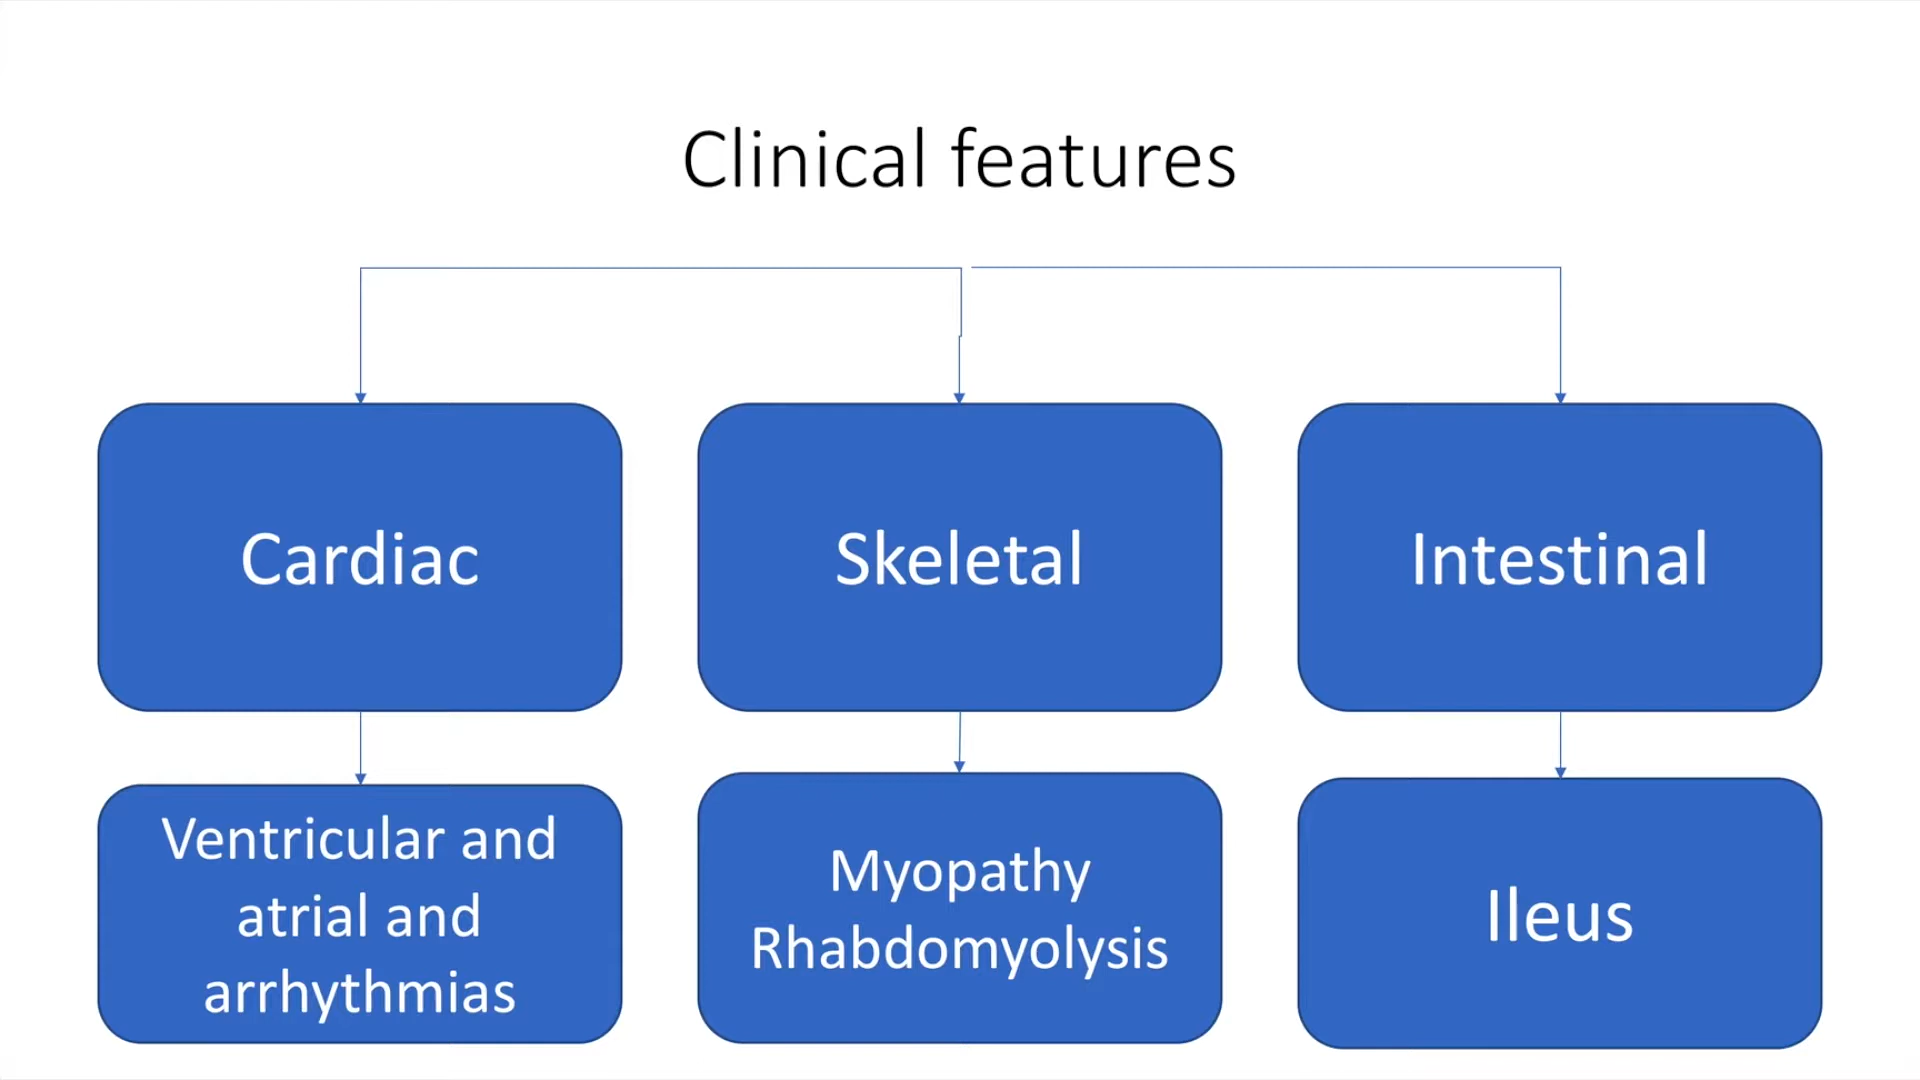 Clinical features
Cardiac
Skeletal
Intestinal
Ventricular and
atrial and
arrhythmias
Myopathy
Rhabdomyolysis
Ileus